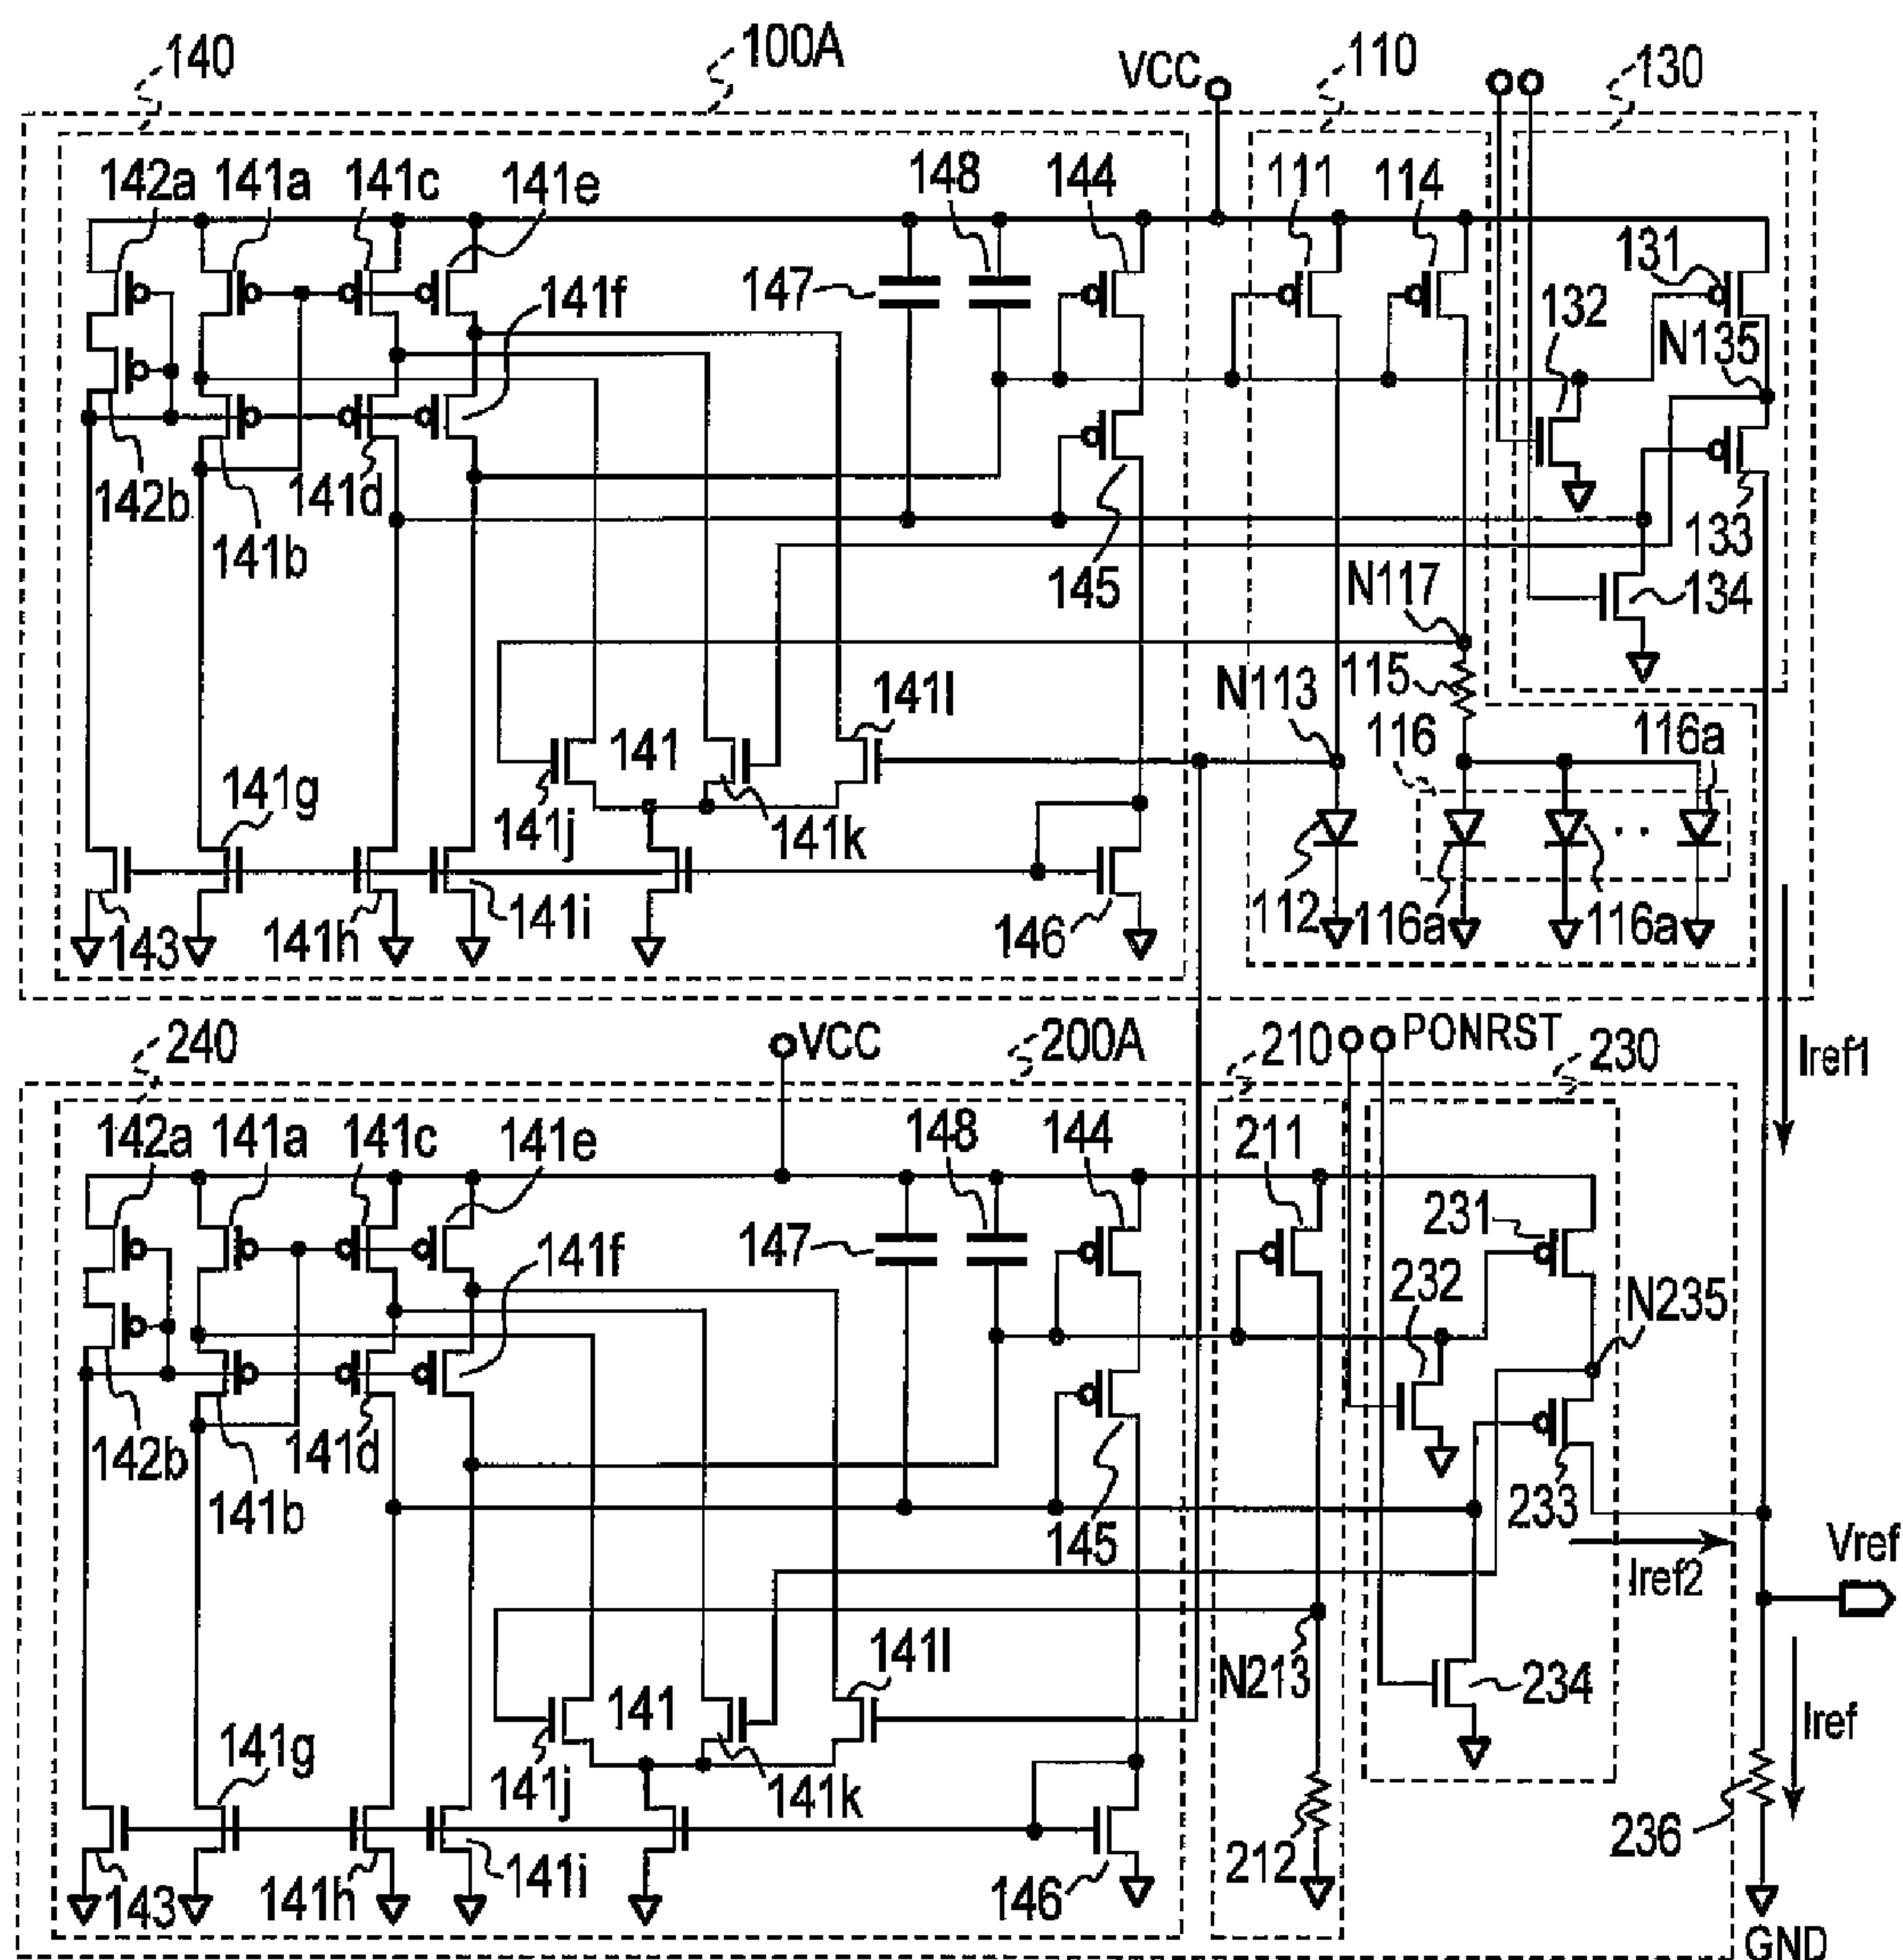 140
100A
VCC
110
130
142a
141a
141c
141e
148
144
111
114
131
147
141f
132
N135
142b
141d
141b
145
133
N117
134
N113
115
141l
116
116a
141
141g
141j
141k
112
116a
116a
143
141h
141i
146
240
VCC
200A
210
PONRST
230
Iref1
142a
141a
141c
141e
148
144
211
231
147
141f
232
N235
142b
141d
141b
145
233
Iref2
Vref
141l
N213
141
234
Iref
141g
141j
141k
143
141h
141i
146
212
236
GND